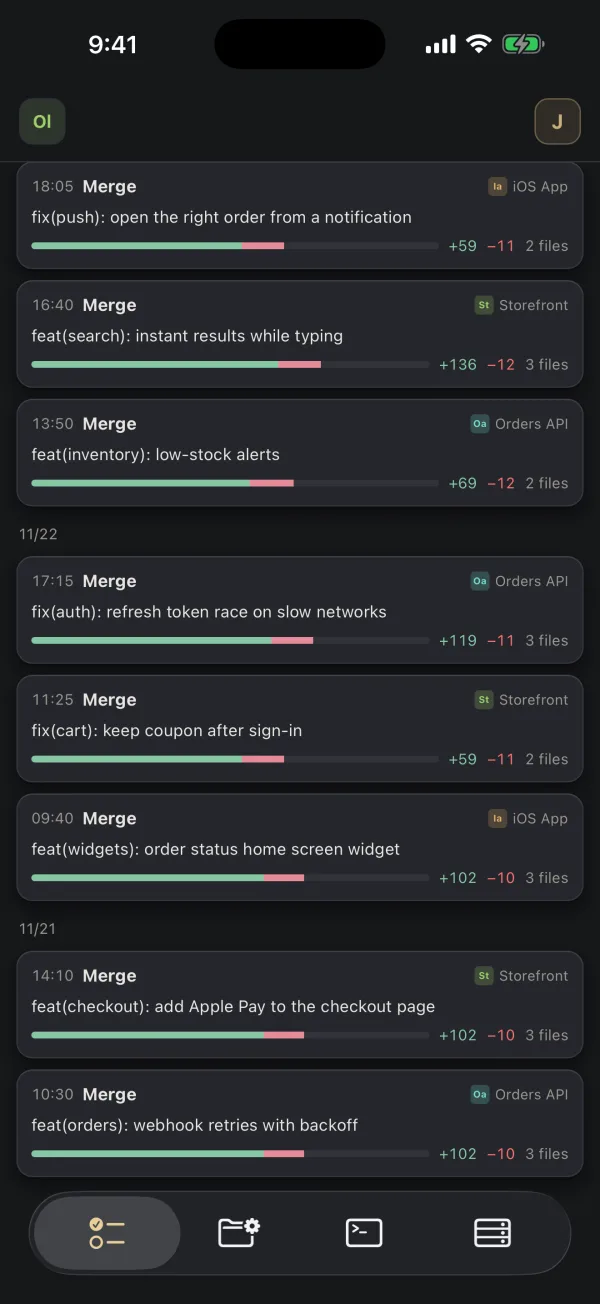 9:41
OI
J
18:05 Merge
Ia iOS App
fix(push): open the right order from a notification
+59 −11 2 files
16:40 Merge
St Storefront
feat(search): instant results while typing
+136 −12 3 files
13:50 Merge
Oa Orders API
feat(inventory): low-stock alerts
+69 −12 2 files
11/22
17:15 Merge
Oa Orders API
fix(auth): refresh token race on slow networks
+119 −11 3 files
11:25 Merge
St Storefront
fix(cart): keep coupon after sign-in
+59 −11 2 files
09:40 Merge
Ia iOS App
feat(widgets): order status home screen widget
+102 −10 3 files
11/21
14:10 Merge
St Storefront
feat(checkout): add Apple Pay to the checkout page
+102 −10 3 files
10:30 Merge
Oa Orders API
feat(orders): webhook retries with backoff
+102 −10 3 files